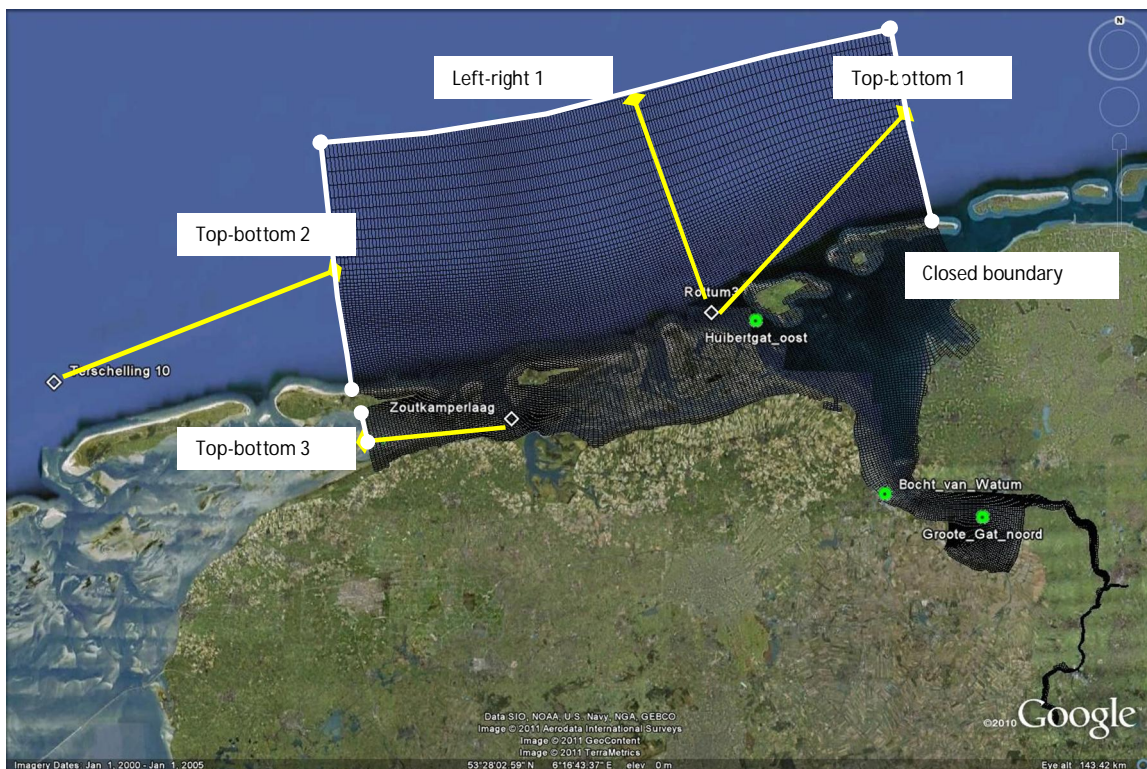 N
Left-right 1
Top-bottom 1
Top-bottom 2
Closed boundary
Rottum3
Huibertgat_oost
Terschelling 10
Zoutkamperlaag
Top-bottom 3
Bocht_van_Watum
Groote_Gat_noord
Data SIO, NOAA, U.S. Navy, NGA, GEBCO
Image © 2011 Aerodata International Surveys
Image © 2011 GeoContent
Image © 2011 TerraMetrics
©2010 Google
Imagery Dates: Jan 1, 2000 - Jan 1, 2005
53°28'02.59" N 6°16'43.37" E elev 0 m
Eye alt 143.42 km